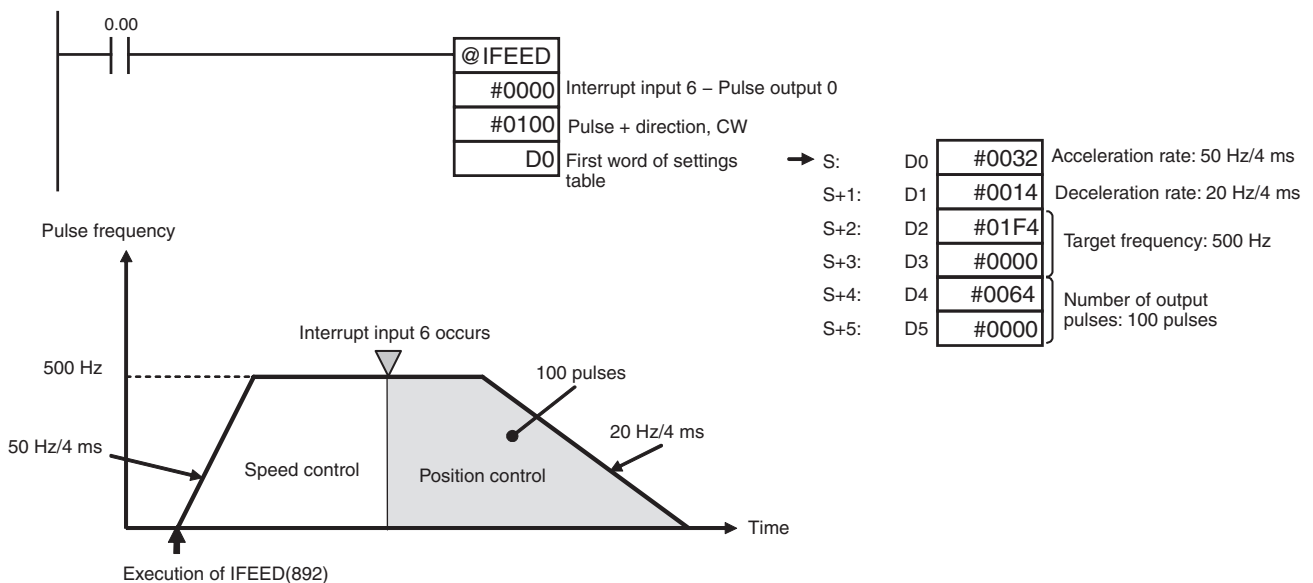 0.00
@IFEED
#0000 Interrupt input 6 – Pulse output 0
#0100 Pulse + direction, CW
D0 First word of settings
table
S: D0 #0032 Acceleration rate: 50 Hz/4 ms
S+1: D1 #0014 Deceleration rate: 20 Hz/4 ms
S+2: D2 #01F4
Target frequency: 500 Hz
S+3: D3 #0000
S+4: D4 #0064
Number of output
pulses: 100 pulses
S+5: D5 #0000
Pulse frequency
Interrupt input 6 occurs
500 Hz
100 pulses
50 Hz/4 ms
20 Hz/4 ms
Speed control
Position control
Time
Execution of IFEED(892)